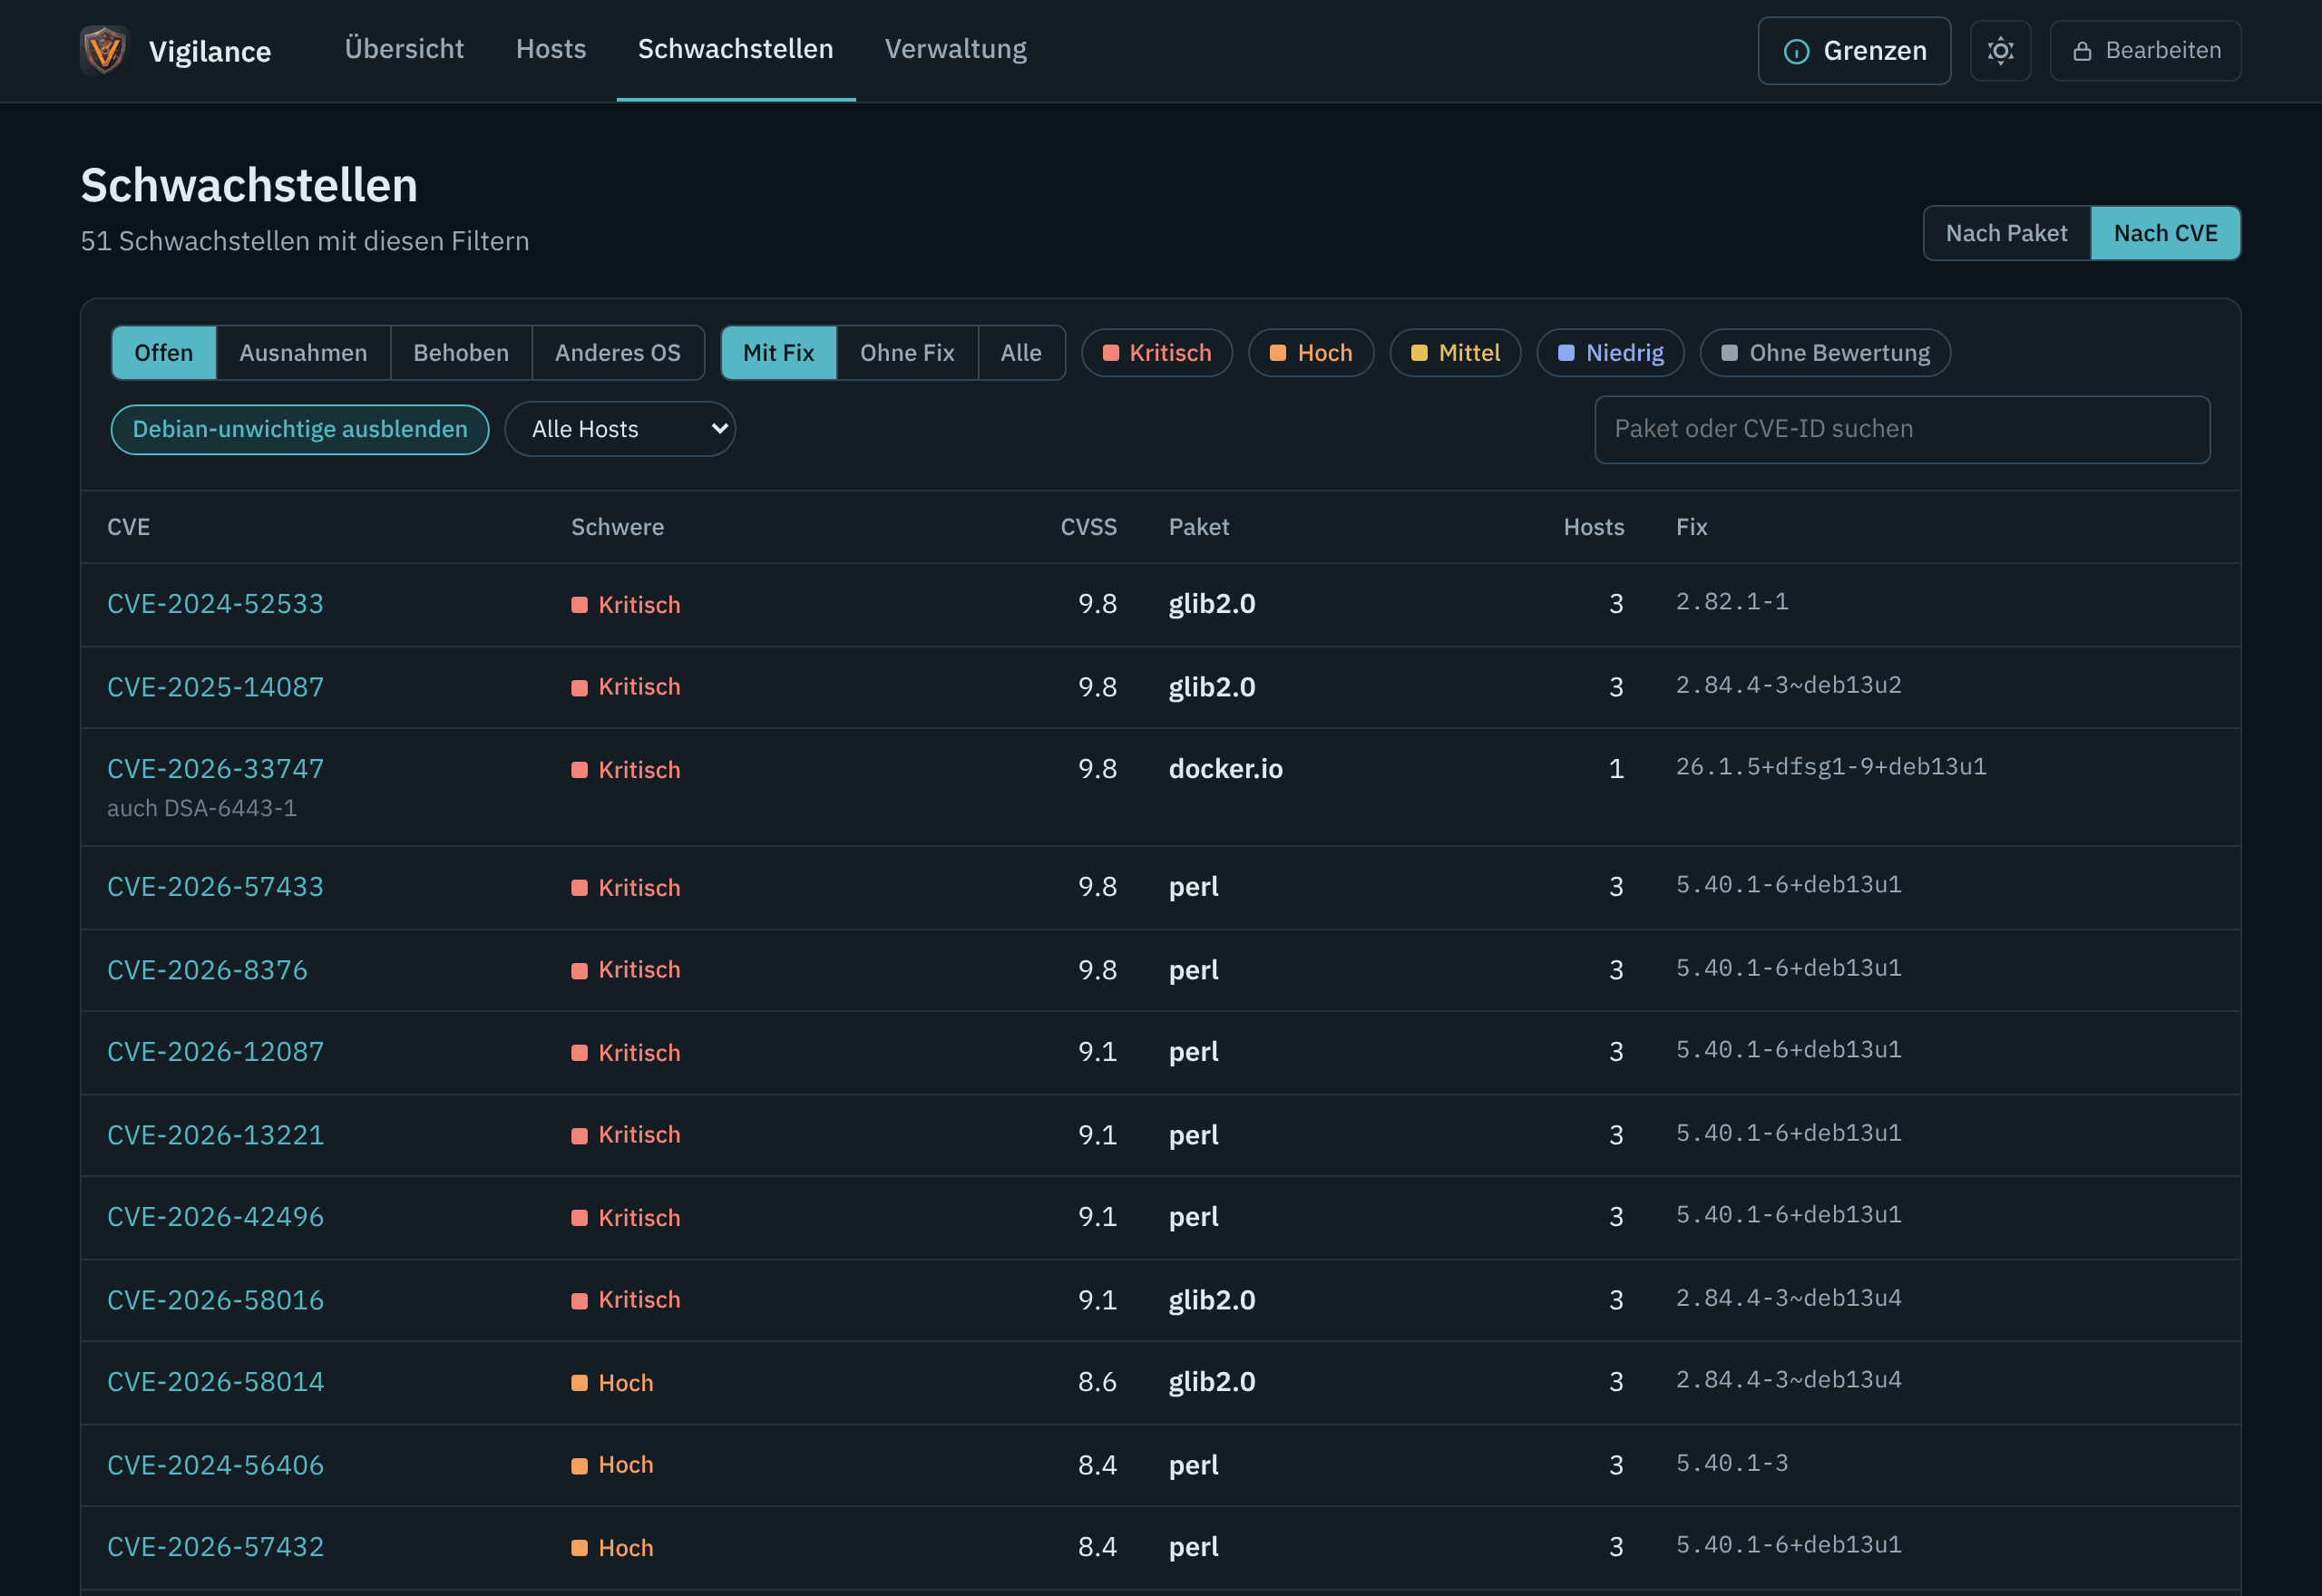 Vigilance Übersicht Hosts Schwachstellen Verwaltung Grenzen Bearbeiten
Schwachstellen
51 Schwachstellen mit diesen Filtern
Nach Paket Nach CVE
Offen Ausnahmen Behoben Anderes OS Mit Fix Ohne Fix Alle Kritisch Hoch Mittel Niedrig Ohne Bewertung
Debian-unwichtige ausblenden Alle Hosts Paket oder CVE-ID suchen
CVE Schwere CVSS Paket Hosts Fix
CVE-2024-52533 Kritisch 9.8 glib2.0 3 2.82.1-1
CVE-2025-14087 Kritisch 9.8 glib2.0 3 2.84.4-3~deb13u2
CVE-2026-33747 Kritisch 9.8 docker.io 1 26.1.5+dfsg1-9+deb13u1
auch DSA-6443-1
CVE-2026-57433 Kritisch 9.8 perl 3 5.40.1-6+deb13u1
CVE-2026-8376 Kritisch 9.8 perl 3 5.40.1-6+deb13u1
CVE-2026-12087 Kritisch 9.1 perl 3 5.40.1-6+deb13u1
CVE-2026-13221 Kritisch 9.1 perl 3 5.40.1-6+deb13u1
CVE-2026-42496 Kritisch 9.1 perl 3 5.40.1-6+deb13u1
CVE-2026-58016 Kritisch 9.1 glib2.0 3 2.84.4-3~deb13u4
CVE-2026-58014 Hoch 8.6 glib2.0 3 2.84.4-3~deb13u4
CVE-2024-56406 Hoch 8.4 perl 3 5.40.1-3
CVE-2026-57432 Hoch 8.4 perl 3 5.40.1-6+deb13u1